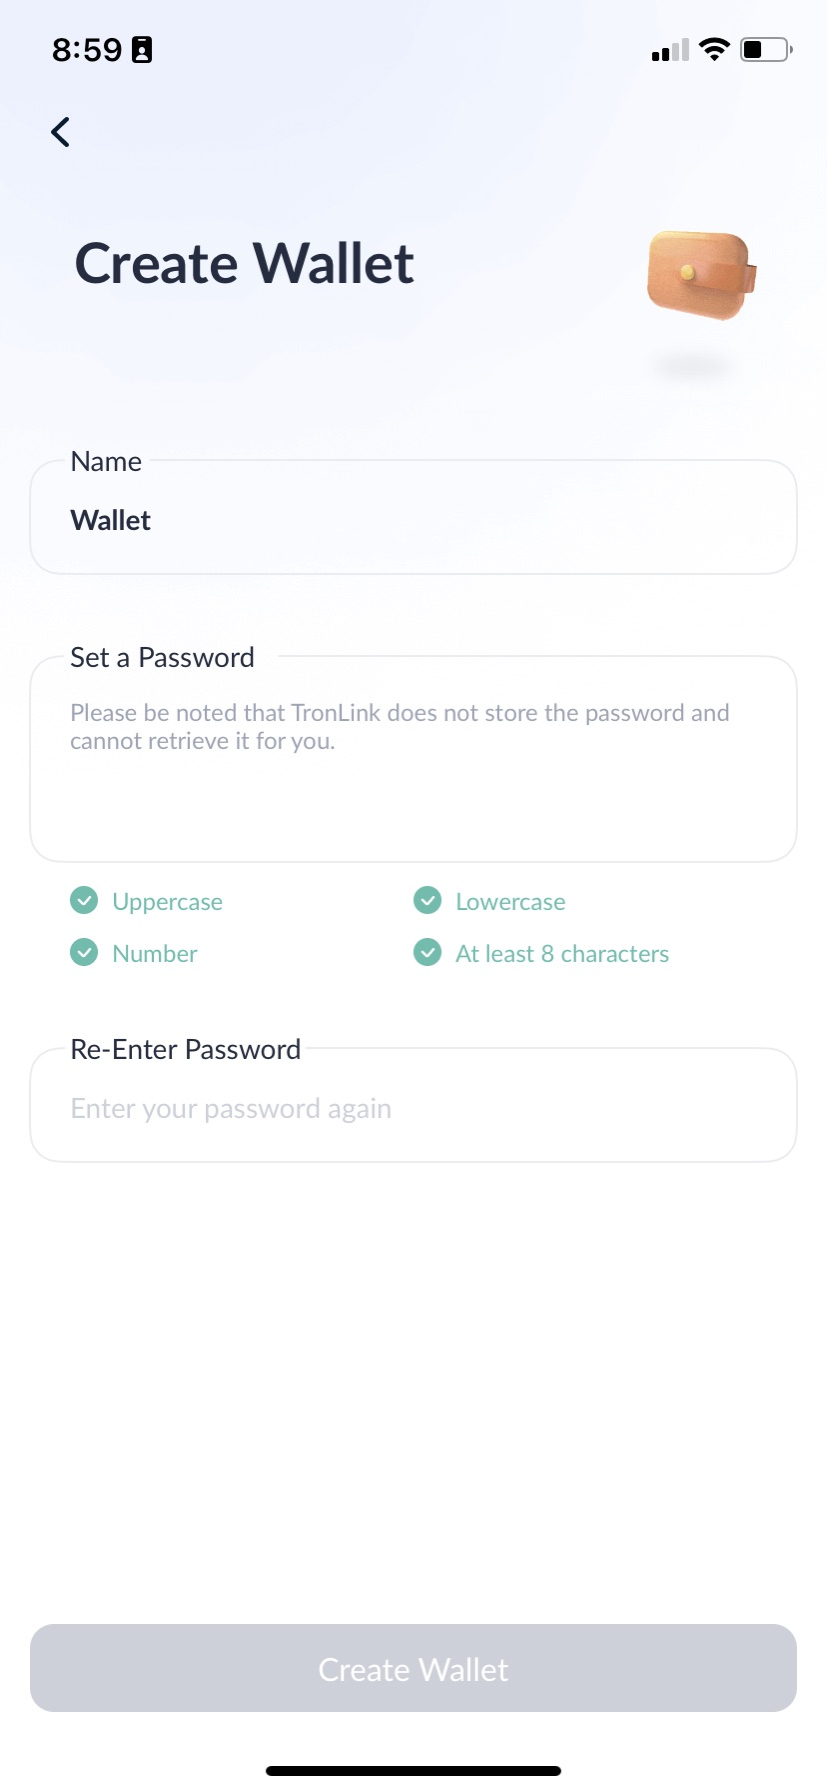 8:59
Create Wallet
Name
Wallet
Set a Password
Please be noted that TronLink does not store the password and
cannot retrieve it for you.
Uppercase
Lowercase
Number
At least 8 characters
Re-Enter Password
Enter your password again
Create Wallet